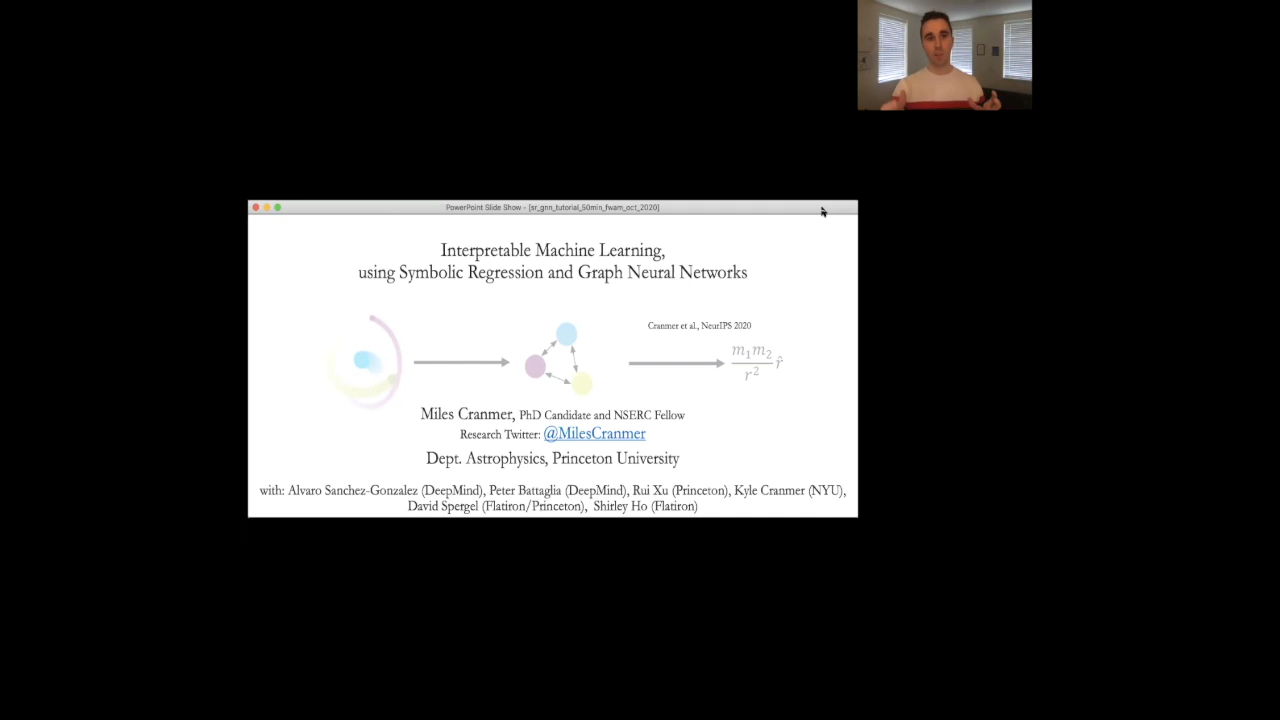 PowerPoint Slide Show - [sr_gnn_tutorial_50min_fwam_oct_2020]
Interpretable Machine Learning,
using Symbolic Regression and Graph Neural Networks
Cranmer et al., NeurIPS 2020
m₁m₂
r²
r̂
Miles Cranmer, PhD Candidate and NSERC Fellow
Research Twitter: @MilesCranmer
Dept. Astrophysics, Princeton University
with: Alvaro Sanchez-Gonzalez (DeepMind), Peter Battaglia (DeepMind), Rui Xu (Princeton), Kyle Cranmer (NYU),
David Spergel (Flatiron/Princeton), Shirley Ho (Flatiron)